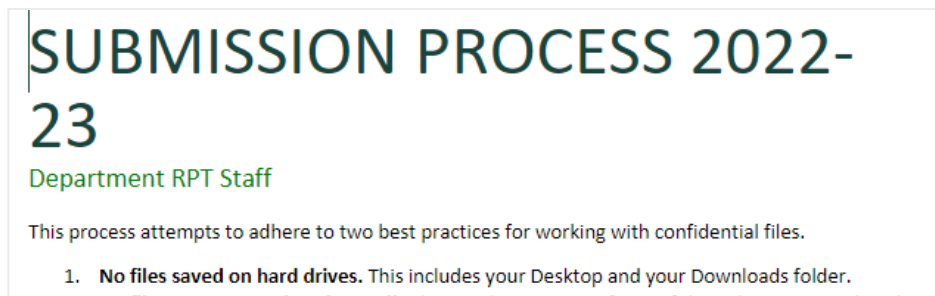 SUBMISSION PROCESS 2022-
23
Department RPT Staff
This process attempts to adhere to two best practices for working with confidential files.
1. No files saved on hard drives. This includes your Desktop and your Downloads folder.